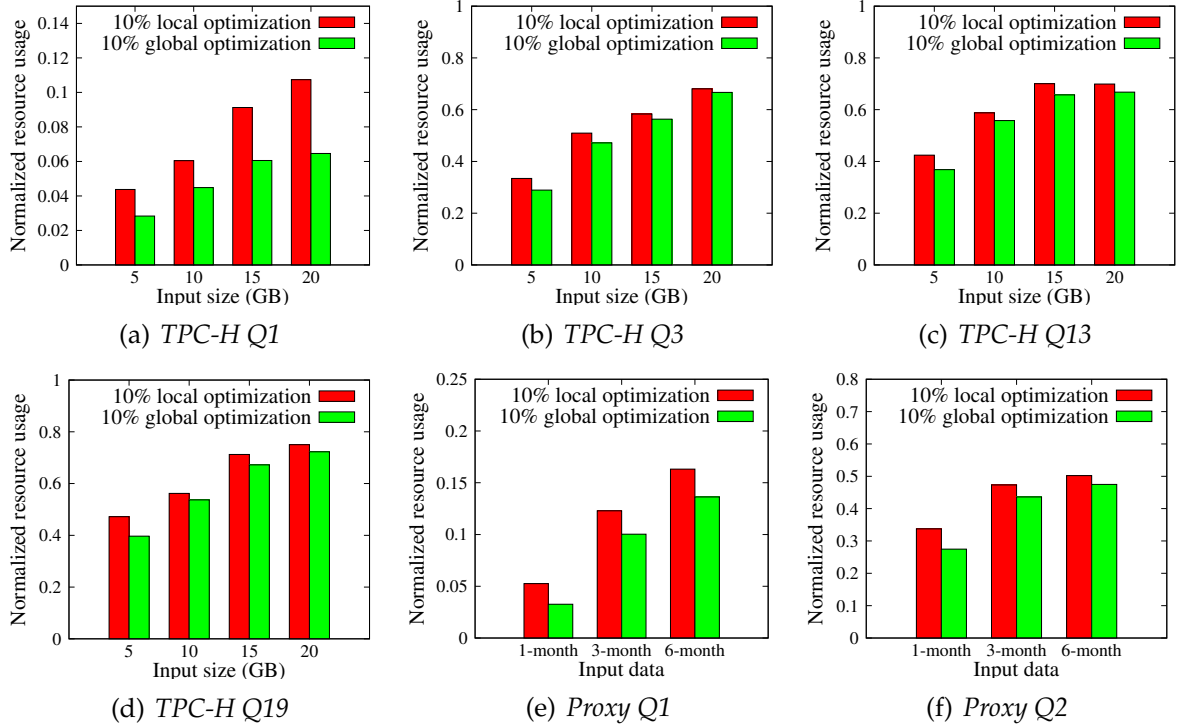 Normalized resource usage
0.14
0.12
0.1
0.08
0.06
0.04
0.02
0
10% local optimization
10% global optimization
5 10 15 20
Input size (GB)
(a) TPC-H Q1
Normalized resource usage
1
0.8
0.6
0.4
0.2
0
10% local optimization
10% global optimization
5 10 15 20
Input size (GB)
(b) TPC-H Q3
Normalized resource usage
1
0.8
0.6
0.4
0.2
0
10% local optimization
10% global optimization
5 10 15 20
Input size (GB)
(c) TPC-H Q13
Normalized resource usage
1
0.8
0.6
0.4
0.2
0
10% local optimization
10% global optimization
5 10 15 20
Input size (GB)
(d) TPC-H Q19
Normalized resource usage
0.25
0.2
0.15
0.1
0.05
0
10% local optimization
10% global optimization
1-month 3-month 6-month
Input data
(e) Proxy Q1
Normalized resource usage
0.8
0.7
0.6
0.5
0.4
0.3
0.2
0.1
0
10% local optimization
10% global optimization
1-month 3-month 6-month
Input data
(f) Proxy Q2